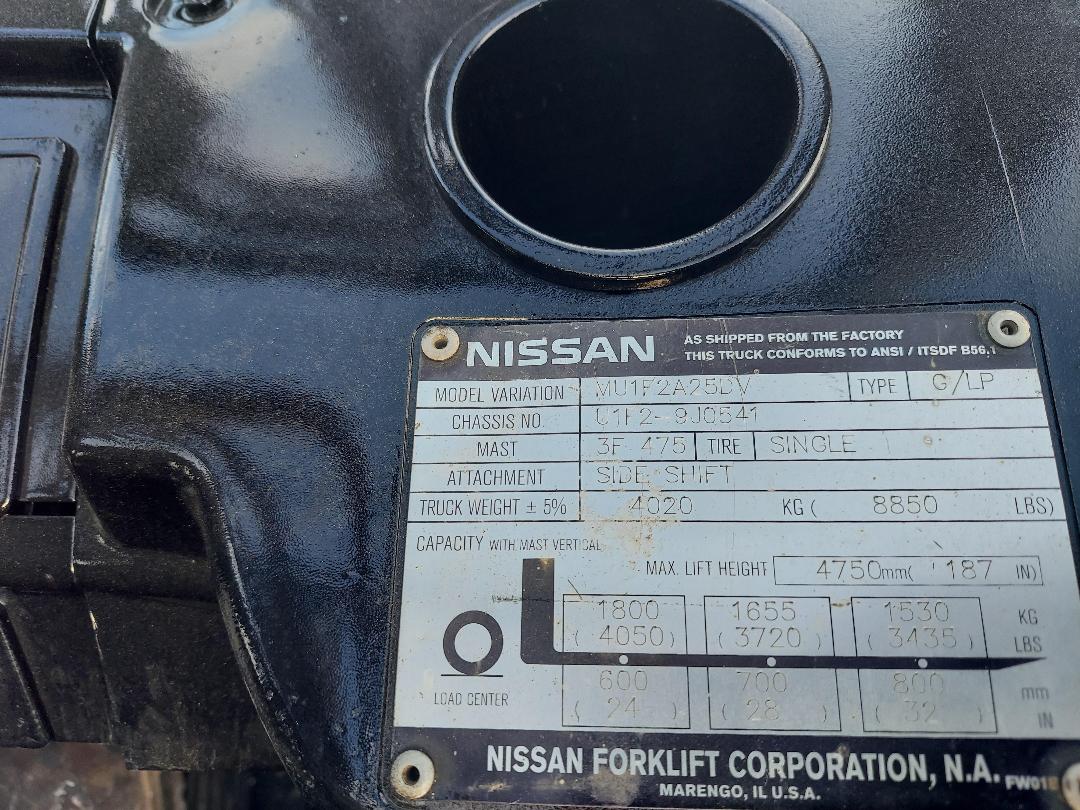 NISSAN
AS SHIPPED FROM THE FACTORY
THIS TRUCK CONFORMS TO ANSI / ITSDF B56.1
MODEL VARIATION MU1F2A25DV TYPE G/LP
CHASSIS NO. U1F2-9J0541
MAST 3F 475 TIRE SINGLE
ATTACHMENT SIDE SHIFT
TRUCK WEIGHT ± 5% 4020 KG ( 8850 LBS)
CAPACITY WITH MAST VERTICAL
MAX. LIFT HEIGHT 4750mm( 187 IN)
1800 1655 1530 KG
( 4050 ) ( 3720 ) ( 3435 ) LBS
600 700 800 mm
( 24 ) ( 28 ) ( 32 ) IN
LOAD CENTER
NISSAN FORKLIFT CORPORATION, N.A.
MARENGO, IL U.S.A.